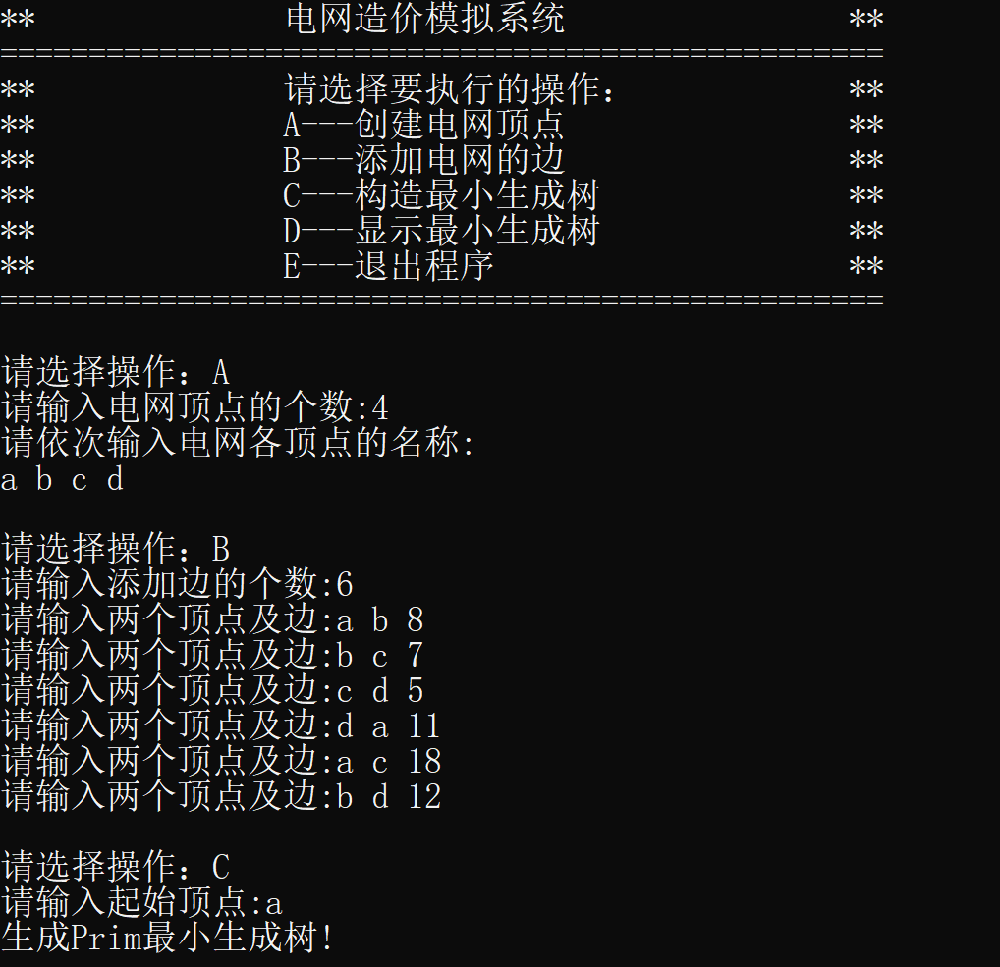 **              电网造价模拟系统                **
==================================================
**              请选择要执行的操作:             **
**              A---创建电网顶点                **
**              B---添加电网的边                **
**              C---构造最小生成树              **
**              D---显示最小生成树              **
**              E---退出程序                    **
==================================================
请选择操作：A
请输入电网顶点的个数:4
请依次输入电网各顶点的名称:
a b c d
请选择操作：B
请输入添加边的个数:6
请输入两个顶点及边:a b 8
请输入两个顶点及边:b c 7
请输入两个顶点及边:c d 5
请输入两个顶点及边:d a 11
请输入两个顶点及边:a c 18
请输入两个顶点及边:b d 12
请选择操作：C
请输入起始顶点:a
生成Prim最小生成树!